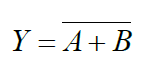 Y = \overline{A + B}